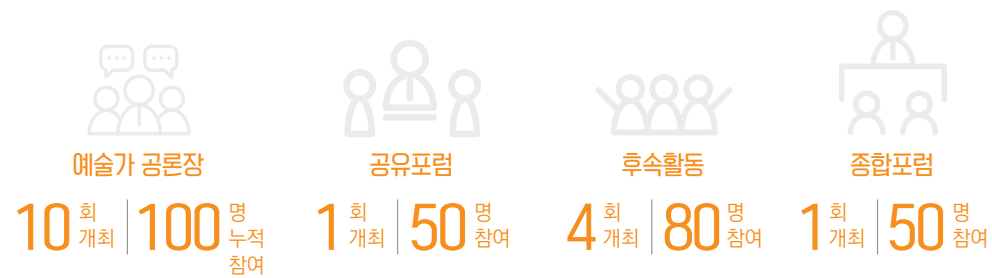 예술가 공론장
10 회 개최 | 100 명 누적 참여
공유포럼
1 회 개최 | 50 명 참여
후속활동
4 회 개최 | 80 명 참여
종합포럼
1 회 개최 | 50 명 참여